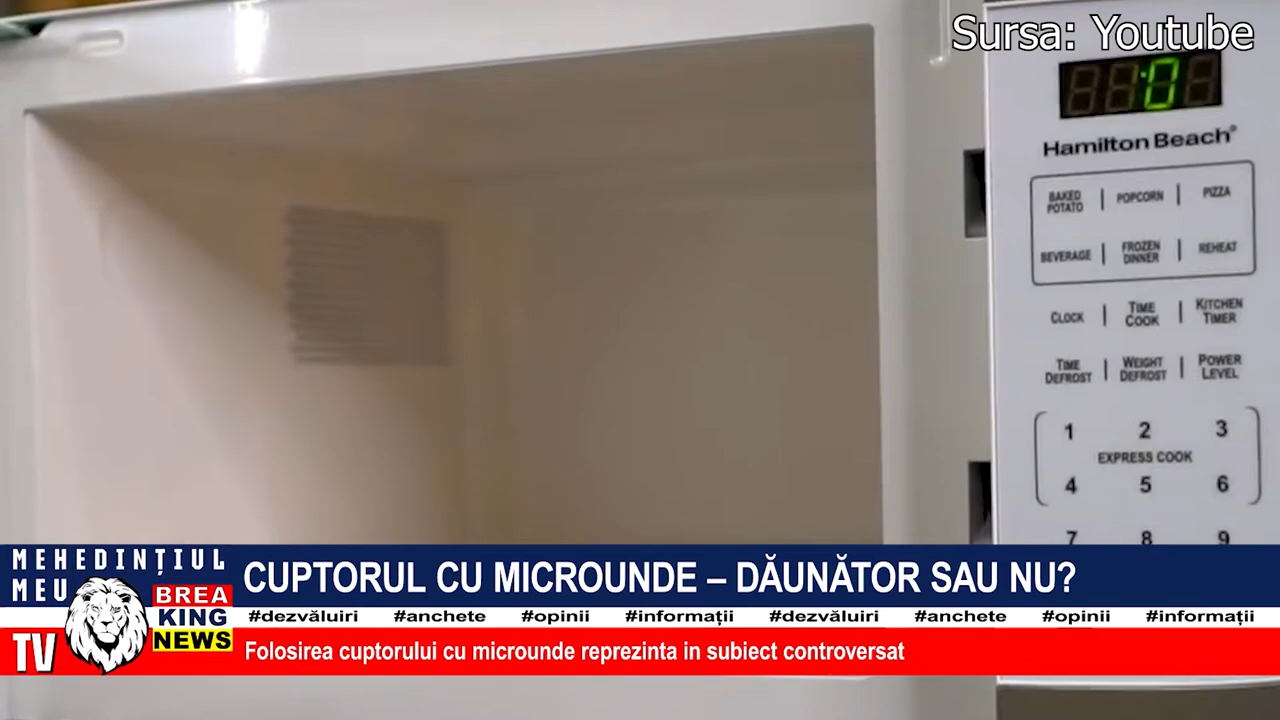 Sursa: Youtube
0
Hamilton Beach®
BAKED POTATO | POPCORN | PIZZA
BEVERAGE | FROZEN DINNER | REHEAT
CLOCK | TIME COOK | KITCHEN TIMER
TIME DEFROST | WEIGHT DEFROST | POWER LEVEL
1 2 3
EXPRESS COOK
4 5 6
7 8 9
MEHEDINȚIUL
MEU
TV
BREA
KING
NEWS
CUPTORUL CU MICROUNDE – DĂUNĂTOR SAU NU?
#dezvăluiri #anchete #opinii #informații #dezvăluiri #anchete #opinii #informații
Folosirea cuptorului cu microunde reprezinta in subiect controversat